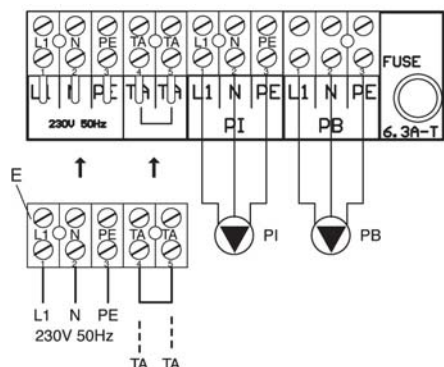 L1 N PE TA TA L1 N PE
1 2 3 4 5 1 2 3 1 2 3
L1 N PE TA TA L1 N PE L1 N PE
230V 50Hz PI PB
FUSE
6.3A-T
E
L1 N PE TA TA
1 2 3 4 5
PI PB
L1 N PE
230V 50Hz
TA TA